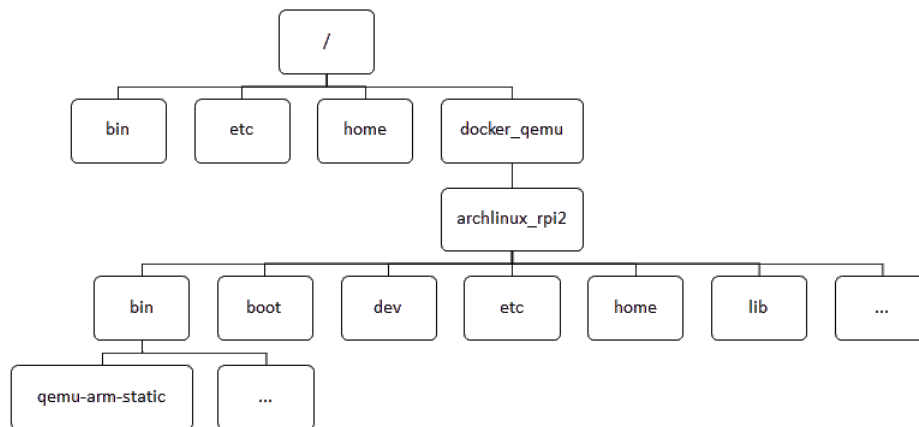 /
bin
etc
home
docker_qemu
archlinux_rpi2
bin
boot
dev
etc
home
lib
...
qemu-arm-static
...